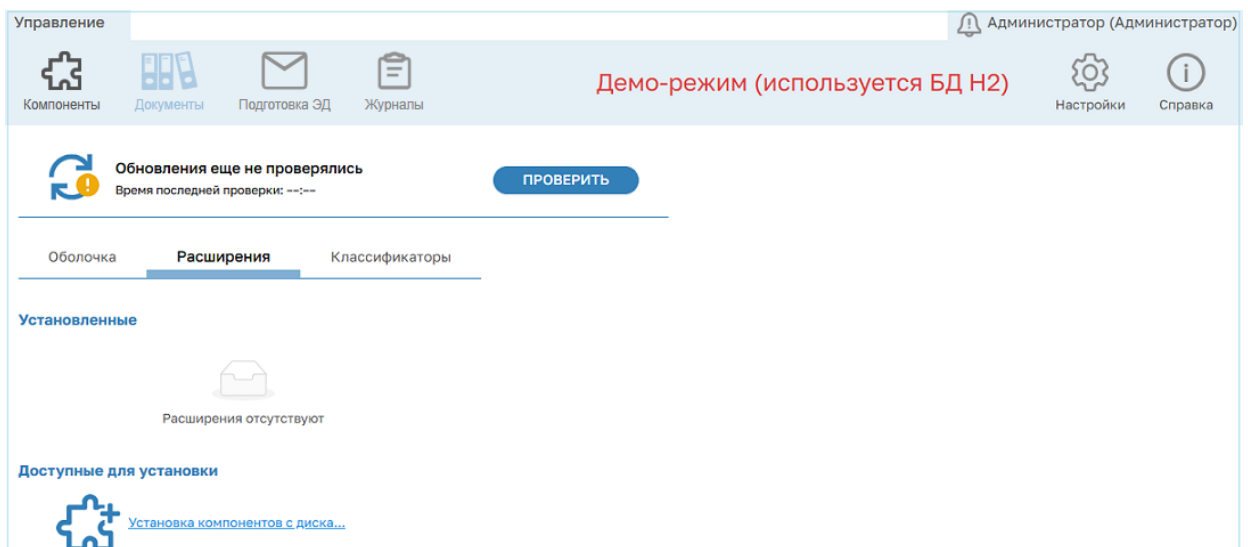 Управление
Администратор (Администратор)
Компоненты
Документы
Подготовка ЭД
Журналы
Демо-режим (используется БД H2)
Настройки
Справка
Обновления еще не проверялись
Время последней проверки: --:--
ПРОВЕРИТЬ
Оболочка
Расширения
Классификаторы
Установленные
Расширения отсутствуют
Доступные для установки
Установка компонентов с диска...